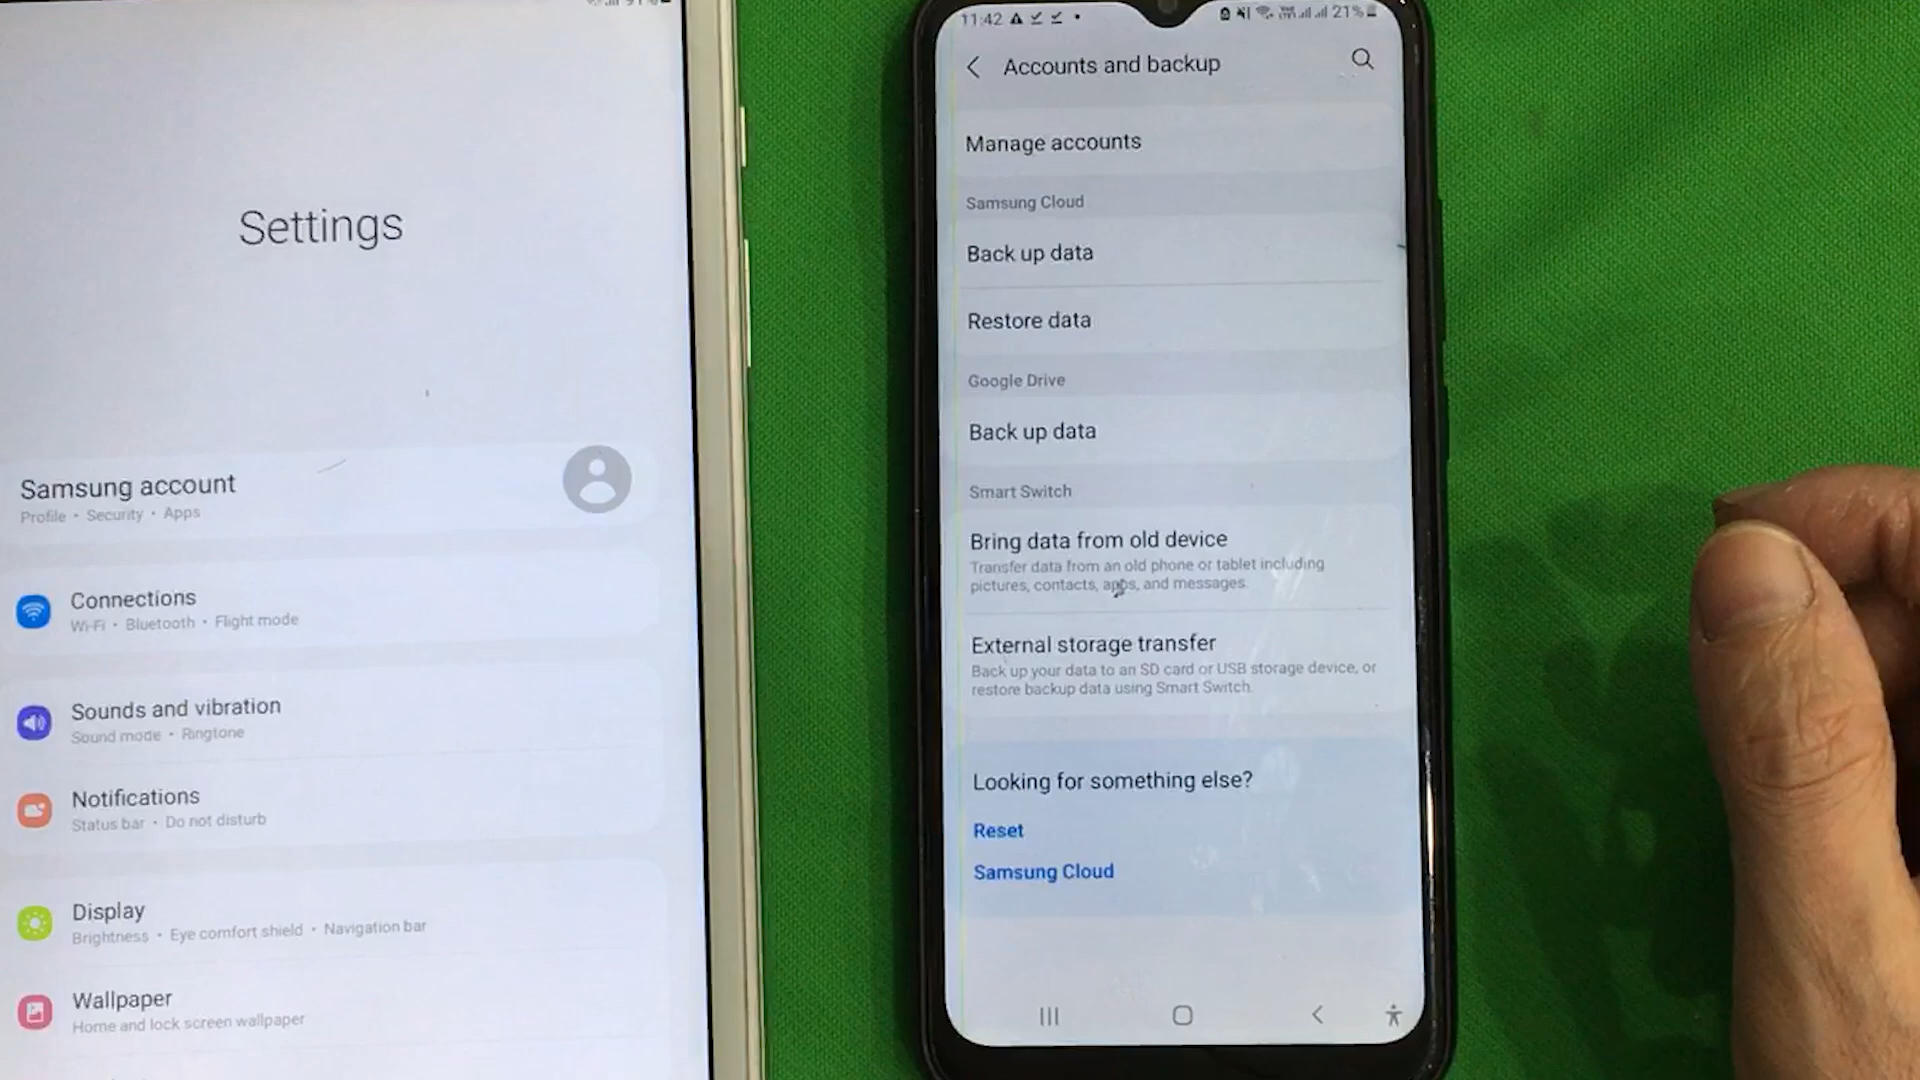 Settings
Samsung account
Profile • Security • Apps
Connections
Wi-Fi • Bluetooth • Flight mode
Sounds and vibration
Sound mode • Ringtone
Notifications
Status bar • Do not disturb
Display
Brightness • Eye comfort shield • Navigation bar
Wallpaper
Home and lock screen wallpaper
11:42
21%
Accounts and backup
Manage accounts
Samsung Cloud
Back up data
Restore data
Google Drive
Back up data
Smart Switch
Bring data from old device
Transfer data from an old phone or tablet including
pictures, contacts, apps, and messages.
External storage transfer
Back up your data to an SD card or USB storage device, or
restore backup data using Smart Switch.
Looking for something else?
Reset
Samsung Cloud